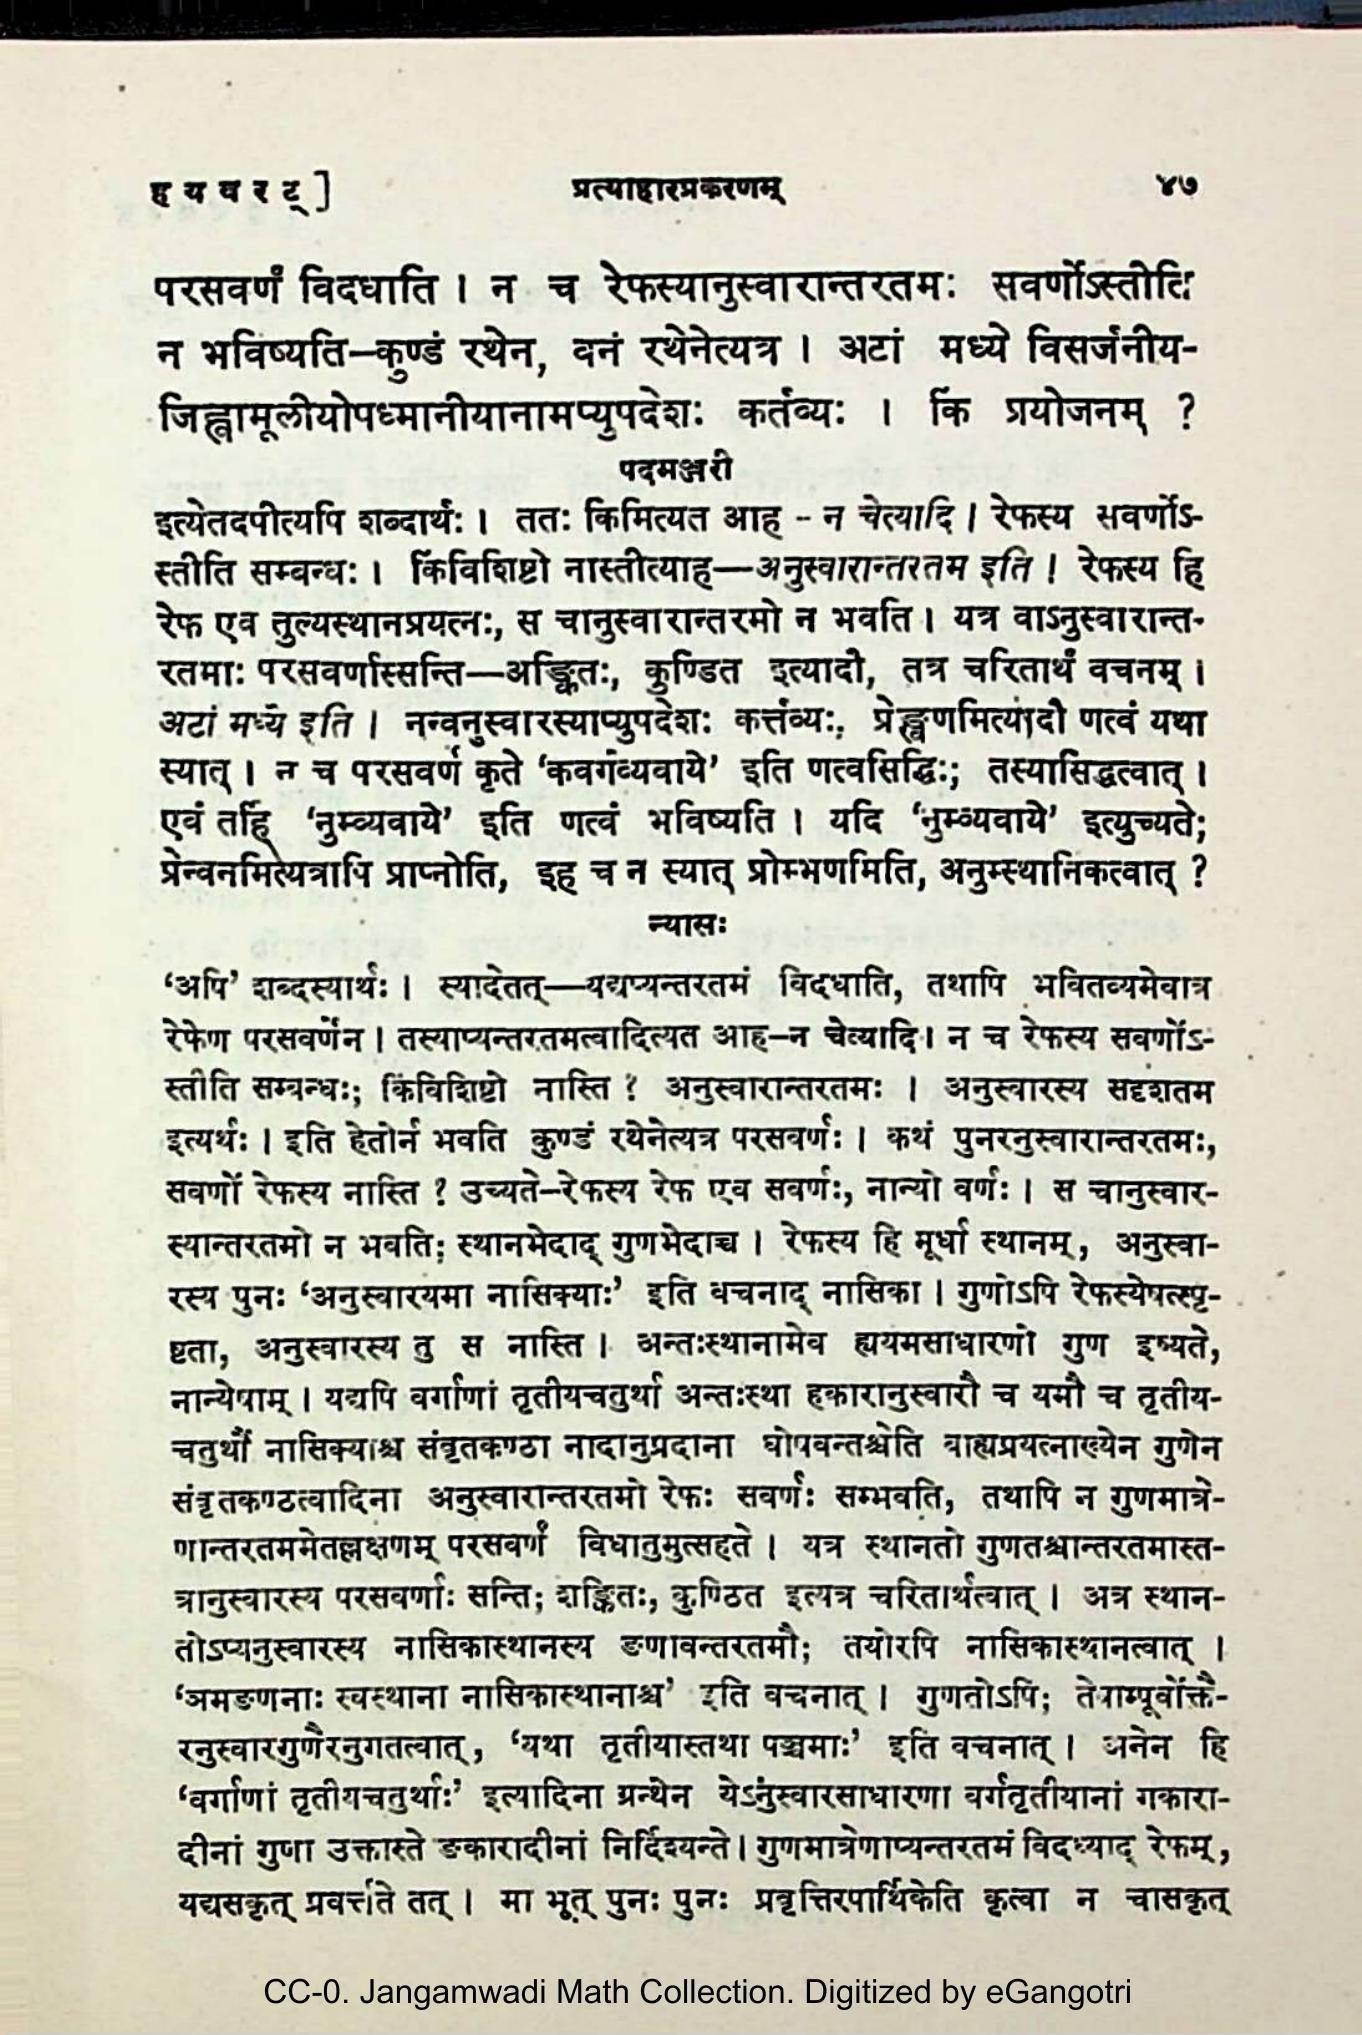 ह य व र ट् ]
प्रत्याहारप्रकरणम्
४७
परसवर्णं विदधाति । न च रेफस्यानुस्वारान्तरतमः सवर्णोऽस्तीति
न भविष्यति—कुण्डं रथेन, वनं रथेनेत्यत्र । अटां मध्ये विसर्जनीय-
जिह्वामूलीयोपध्मानीयानामप्युपदेशः कर्तव्यः । किं प्रयोजनम् ?
पदमञ्जरी
इत्येतदपीत्यपि शब्दार्थः । ततः किमित्यत आह -- न चेत्यादि । रेफस्य सवर्णोऽ-
स्तीति सम्बन्धः । किंविशिष्टो नास्तीत्याह—अनुस्वारान्तरतम इति ! रेफस्य हि
रेफ एव तुल्यस्थानप्रयत्नः, स चानुस्वारान्तरमो न भवति । यत्र वाऽनुस्वारान्त-
रतमाः परसवर्णास्सन्ति—अङ्कितः, कुण्डित इत्यादौ, तत्र चरितार्थं वचनम् ।
अटां मध्ये इति । नन्वनुस्वारस्याप्युपदेशः कर्त्तव्यः, प्रेङ्खणमित्यादौ णत्वं यथा
स्यात् । न च परसवर्णे कृते ‘कवर्गव्यवाये’ इति णत्वसिद्धिः; तस्यासिद्धत्वात् ।
एवं तर्हि ‘नुम्व्यवाये’ इति णत्वं भविष्यति । यदि ‘नुम्व्यवाये’ इत्युच्यते;
प्रेन्वनमित्यत्रापि प्राप्नोति, इह च न स्यात् प्रोम्भणमिति, अनुम्स्थानिकत्वात् ?
न्यासः
‘अपि’ शब्दस्यार्थः । स्यादेतत्—यद्यप्यन्तरतमं विदधाति, तथापि भवितव्यमेवात्र
रेफेण परसवर्णेन । तस्याप्यन्तरतमत्वादित्यत आह—न चेत्यादि । न च रेफस्य सवर्णोऽ-
स्तीति सम्बन्धः; किंविशिष्टो नास्ति ? अनुस्वारान्तरतमः । अनुस्वारस्य सदृशतम
इत्यर्थः । इति हेतोर्न भवति कुण्डं रथेनेत्यत्र परसवर्णः । कथं पुनरनुस्वारान्तरतमः,
सवर्णो रेफस्य नास्ति ? उच्यते—रेफस्य रेफ एव सवर्णः, नान्यो वर्णः । स चानुस्वार-
स्यान्तरतमो न भवति; स्थानभेदाद् गुणभेदाच्च । रेफस्य हि मूर्धा स्थानम्, अनुस्वा-
रस्य पुनः ‘अनुस्वारयमा नासिक्याः’ इति वचनाद् नासिका । गुणोऽपि रेफस्येषत्स्पृ-
ष्टता, अनुस्वारस्य तु स नास्ति । अन्तःस्थानामेव ह्ययमसाधारणो गुण इष्यते,
नान्येषाम् । यद्यपि वर्गाणां तृतीयचतुर्था अन्तःस्था हकारानुस्वारौ च यमौ च तृतीय-
चतुर्थौ नासिक्याश्च संवृतकण्ठा नादानुप्रदाना घोषवन्तश्चेति बाह्यप्रयत्नाख्येन गुणेन
संवृतकण्ठत्वादिना अनुस्वारान्तरतमो रेफः सवर्णः सम्भवति, तथापि न गुणमात्रे-
णान्तरतममेतल्लक्षणम् परसवर्णं विधातुमुत्सहते । यत्र स्थानतो गुणतश्चान्तरतमास्त-
त्रानुस्वारस्य परसवर्णाः सन्ति; शङ्कितः, कुण्ठित इत्यत्र चरितार्थत्वात् । अत्र स्थान-
तोऽप्यनुस्वारस्य नासिकास्थानस्य ङणावन्तरतमौ; तयोरपि नासिकास्थानत्वात् ।
‘ञमङणनाः स्वस्थाना नासिकास्थानाश्च’ इति वचनात् । गुणतोऽपि; तेषाम्पूर्वोक्तै-
रनुस्वारगुणैरनुगतत्वात्, ‘यथा तृतीयास्तथा पञ्चमाः’ इति वचनात् । अनेन हि
‘वर्गाणां तृतीयचतुर्थाः’ इत्यादिना ग्रन्थेन येऽनुस्वारसाधारणा वर्गतृतीयानां गकारा-
दीनां गुणा उक्तास्ते ङकारादीनां निर्दिश्यन्ते । गुणमात्रेणाप्यन्तरतमं विदध्याद् रेफम्,
यद्यसकृत् प्रवर्त्तते तत् । मा भूत् पुनः पुनः प्रवृत्तिरपार्थिकेति कृत्वा न चासकृत्
CC-0. Jangamwadi Math Collection. Digitized by eGangotri